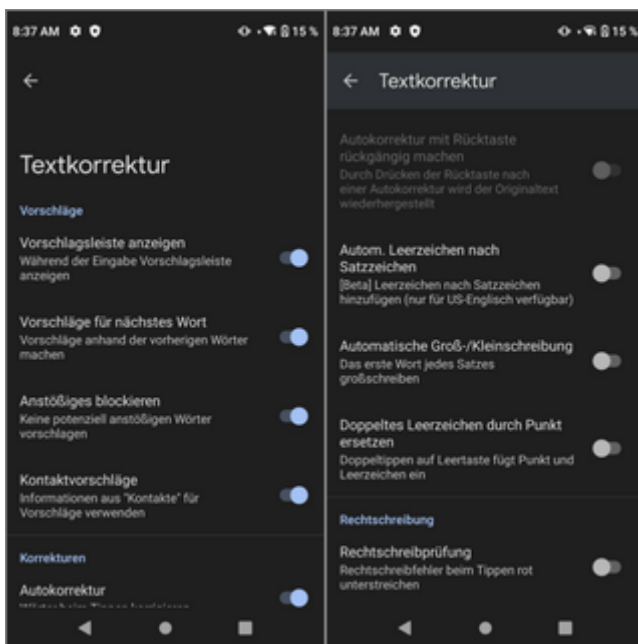 8:37 AM 15 %
Textkorrektur
Vorschläge
Vorschlagsleiste anzeigen
Während der Eingabe Vorschlagsleiste
anzeigen
Vorschläge für nächstes Wort
Vorschläge anhand der vorherigen Wörter
machen
Anstößiges blockieren
Keine potenziell anstößigen Wörter
vorschlagen
Kontaktvorschläge
Informationen aus "Kontakte" für
Vorschläge verwenden
Korrekturen
Autokorrektur
8:37 AM 15 %
Textkorrektur
Autokorrektur mit Rücktaste
rückgängig machen
Durch Drücken der Rücktaste nach
einer Autokorrektur wird der Originaltext
wiederhergestellt
Autom. Leerzeichen nach
Satzzeichen
[Beta] Leerzeichen nach Satzzeichen
hinzufügen (nur für US-Englisch verfügbar)
Automatische Groß-/Kleinschreibung
Das erste Wort jedes Satzes
großschreiben
Doppeltes Leerzeichen durch Punkt
ersetzen
Doppeltippen auf Leertaste fügt Punkt und
Leerzeichen ein
Rechtschreibung
Rechtschreibprüfung
Rechtschreibfehler beim Tippen rot
unterstreichen